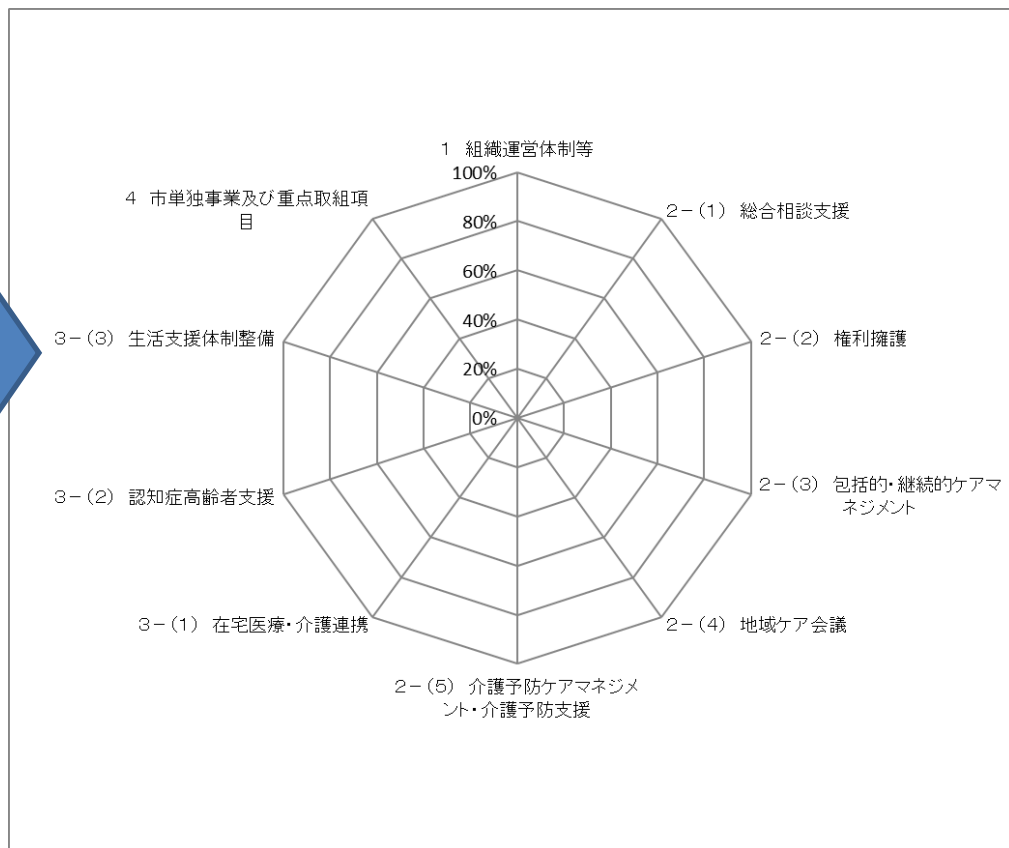 1 組織運営体制等
100%
80%
60%
40%
20%
0%
2-(1) 総合相談支援
2-(2) 権利擁護
2-(3) 包括的・継続的ケアマ
ネジメント
2-(4) 地域ケア会議
2-(5) 介護予防ケアマネジメ
ント・介護予防支援
3-(1) 在宅医療・介護連携
3-(2) 認知症高齢者支援
3-(3) 生活支援体制整備
4 市単独事業及び重点取組項
目